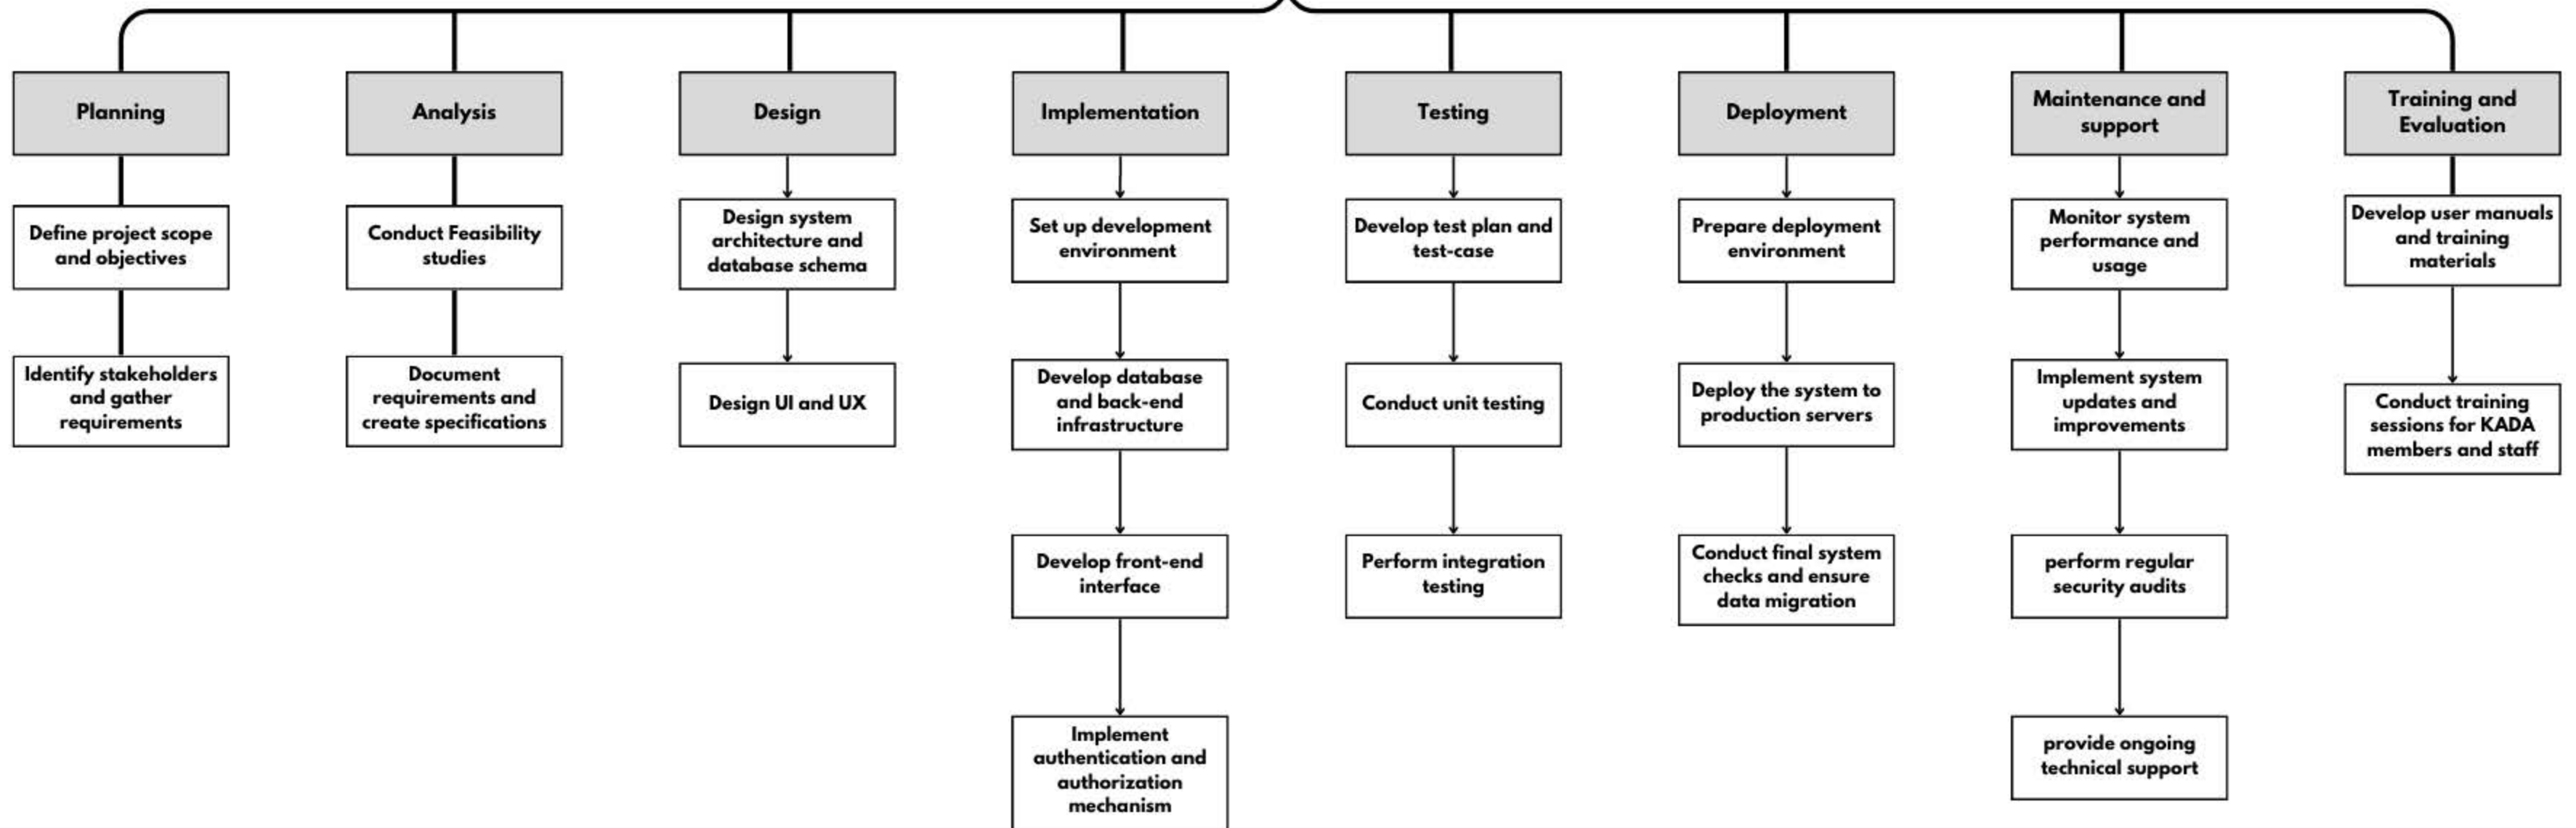 Planning
Analysis
Design
Implementation
Testing
Deployment
Maintenance and
support
Training and
Evaluation
Define project scope
and objectives
Conduct Feasibility
studies
Design system
architecture and
database schema
Set up development
environment
Develop test plan and
test-case
Prepare deployment
environment
Monitor system
performance and
usage
Develop user manuals
and training
materials
Identify stakeholders
and gather
requirements
Document
requirements and
create specifications
Design UI and UX
Develop database
and back-end
infrastructure
Conduct unit testing
Deploy the system to
production servers
Implement system
updates and
improvements
Conduct training
sessions for KADA
members and staff
Develop front-end
interface
Perform integration
testing
Conduct final system
checks and ensure
data migration
perform regular
security audits
Implement
authentication and
authorization
mechanism
provide ongoing
technical support